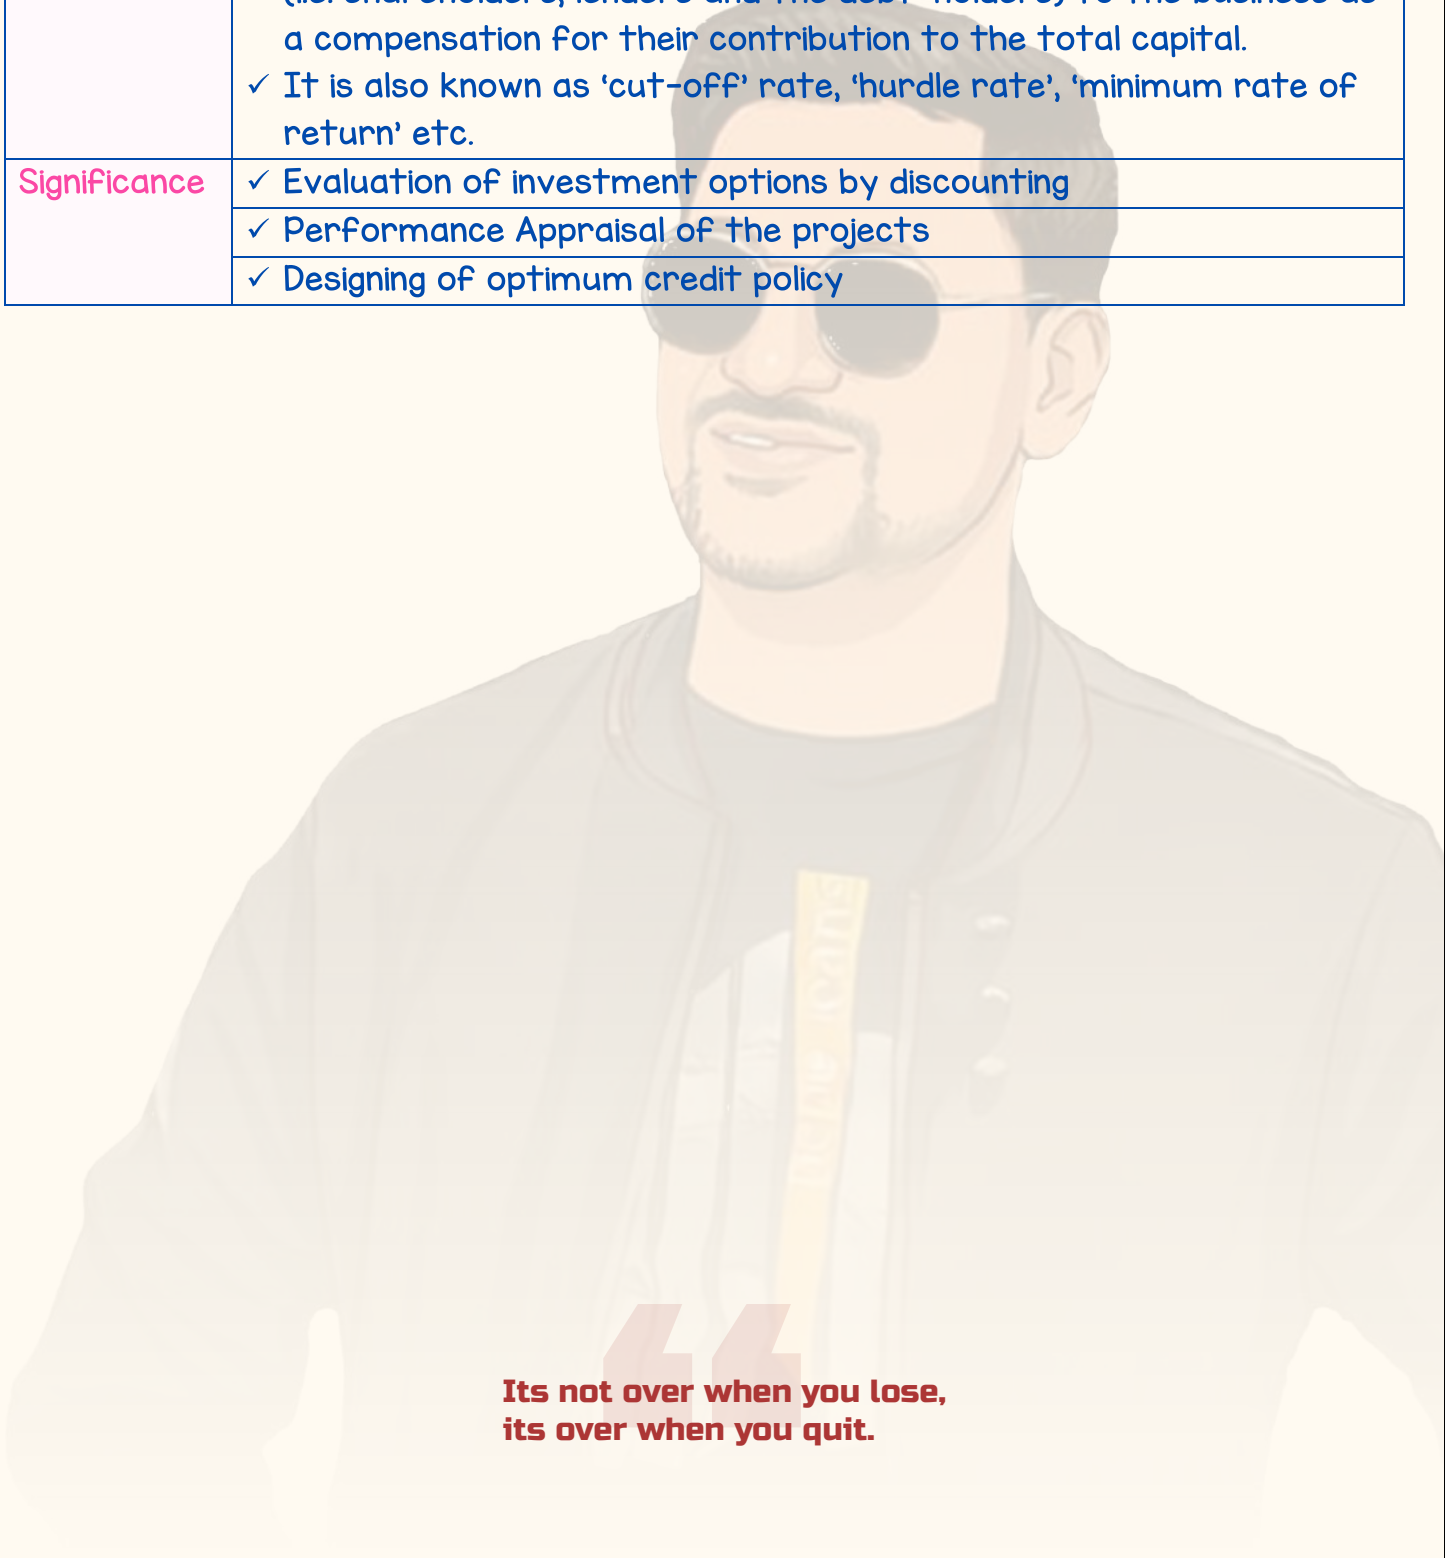 a compensation for their contribution to the total capital.
✓ It is also known as ‘cut-off’ rate, ‘hurdle rate’, ‘minimum rate of
return’ etc.
Significance
✓ Evaluation of investment options by discounting
✓ Performance Appraisal of the projects
✓ Designing of optimum credit policy
Its not over when you lose,
its over when you quit.